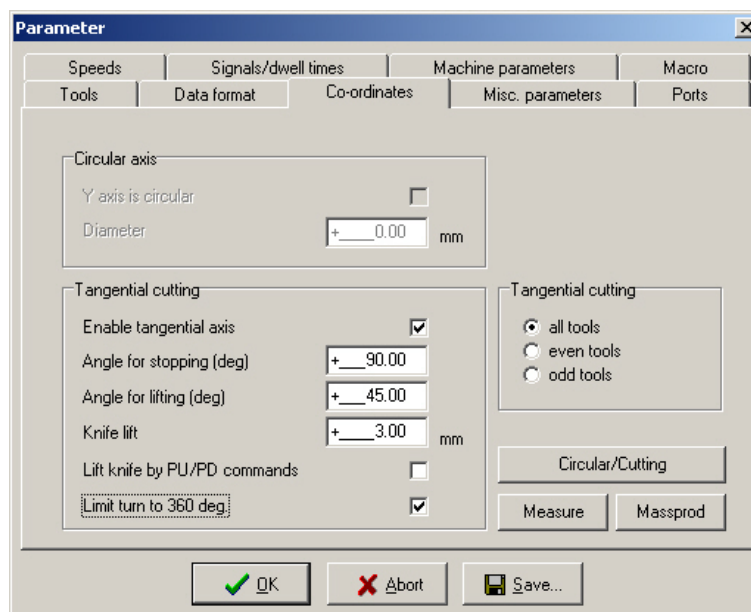 Parameter
Speeds Signals/dwell times Machine parameters Macro
Tools Data format Co-ordinates Misc. parameters Ports
Circular axis
Y axis is circular
Diameter +____0.00 mm
Tangential cutting Tangential cutting
Enable tangential axis all tools
Angle for stopping (deg) +___90.00 even tools
Angle for lifting (deg) +___45.00 odd tools
Knife lift +____3.00 mm
Lift knife by PU/PD commands Circular/Cutting
Limit turn to 360 deg. Measure Massprod
OK Abort Save...